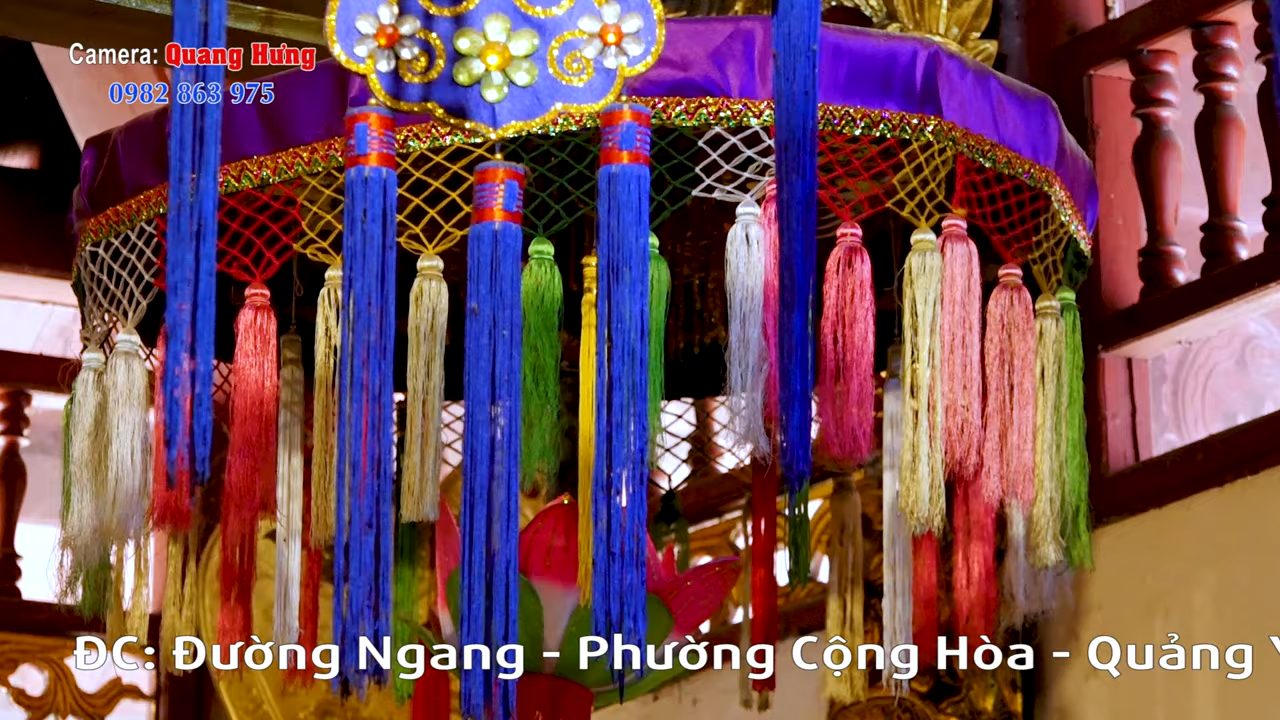 Camera: Quang Hưng
0982 863 975
ĐC: Đường Ngang - Phường Cộng Hòa - Quảng